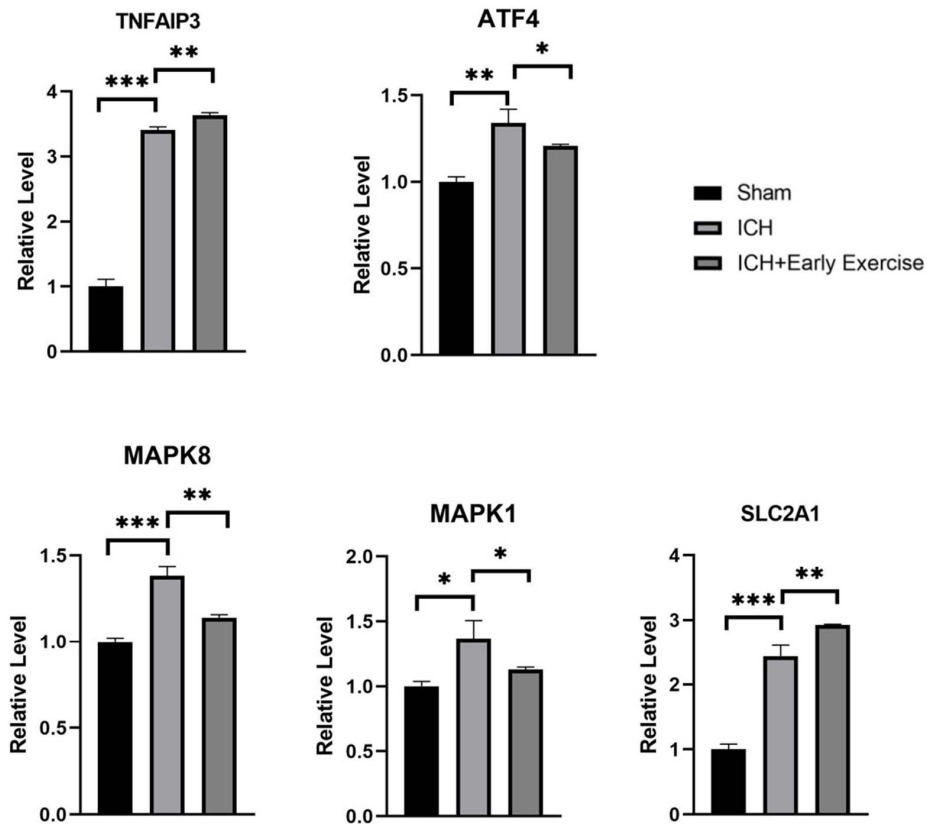 TNFAIP3
***
**
Relative Level
4
3
2
1
0
ATF4
**
*
Relative Level
1.5
1.0
0.5
0.0
Sham
ICH
ICH+Early Exercise
MAPK8
***
**
Relative Level
1.5
1.0
0.5
0.0
MAPK1
*
*
Relative Level
2.0
1.5
1.0
0.5
0.0
SLC2A1
***
**
Relative Level
4
3
2
1
0